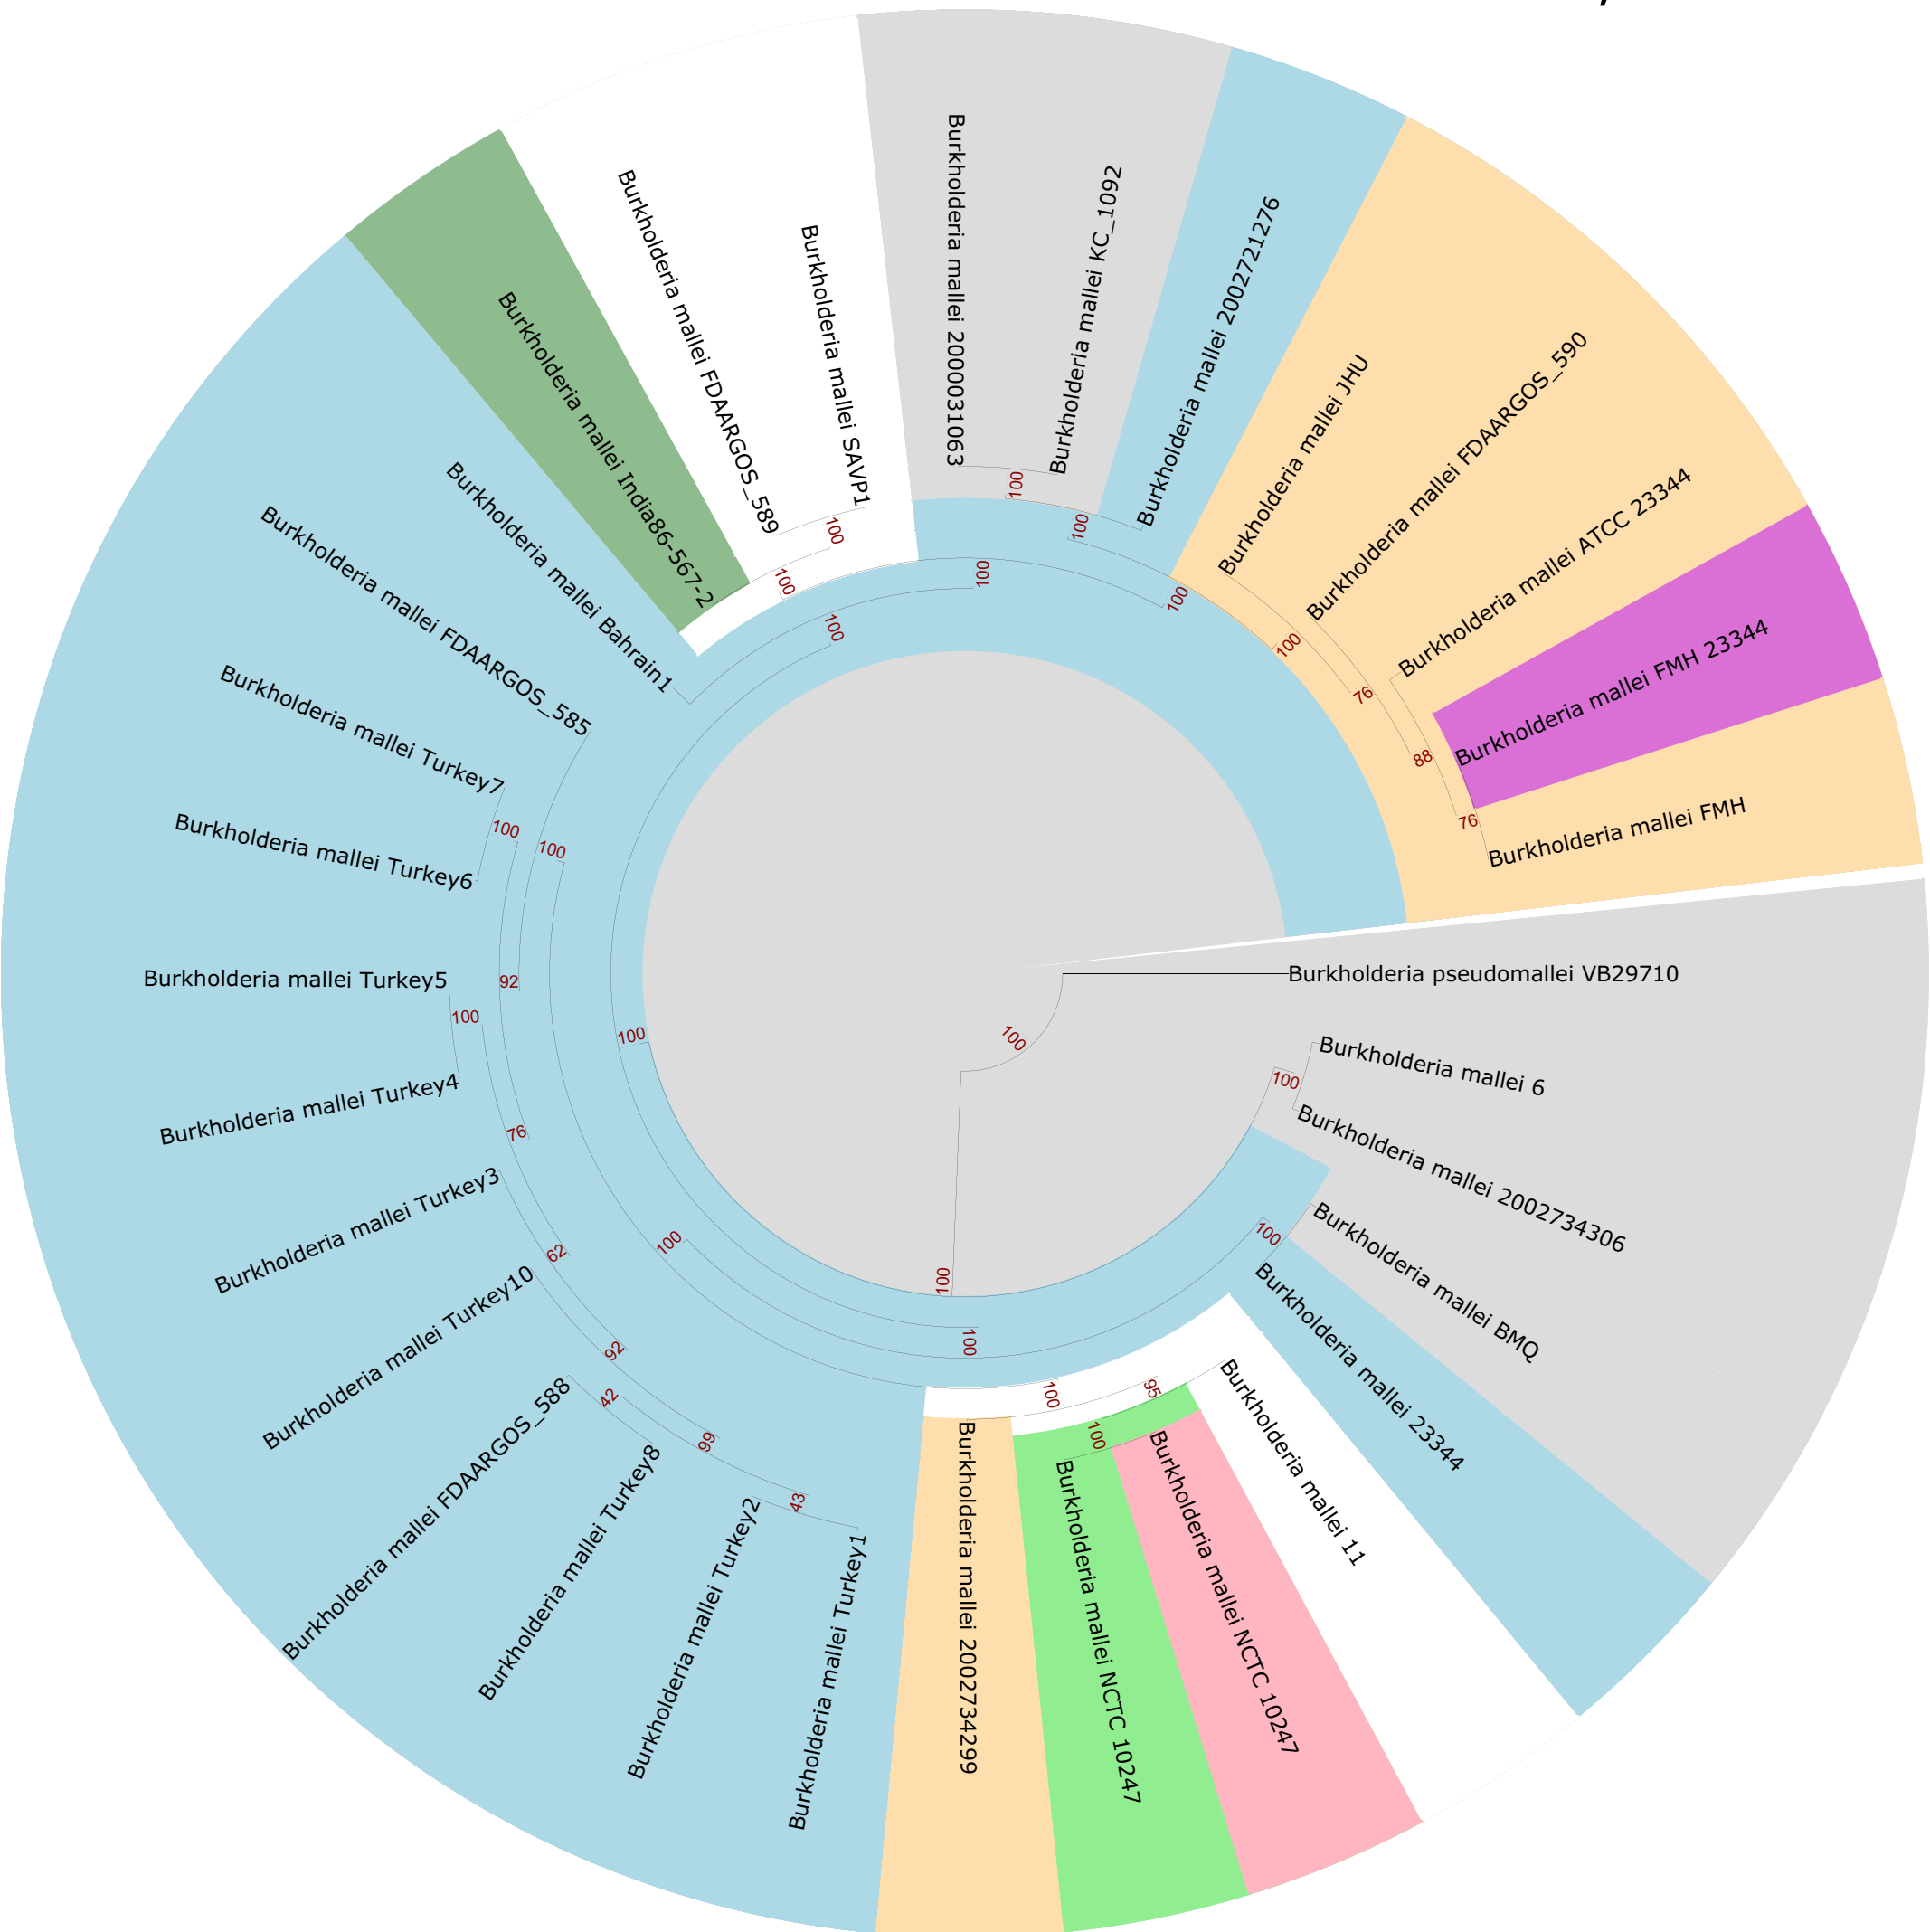 Burkholderia mallei 2000031063
Burkholderia mallei KC_1092
Burkholderia mallei 2002721276
Burkholderia mallei JHU
Burkholderia mallei FDAARGOS_590
Burkholderia mallei ATCC 23344
Burkholderia mallei FMH 23344
Burkholderia mallei FMH
Burkholderia pseudomallei VB29710
Burkholderia mallei 6
Burkholderia mallei 2002734306
Burkholderia mallei BMQ
Burkholderia mallei 23344
Burkholderia mallei 11
Burkholderia mallei NCTC 10247
Burkholderia mallei NCTC 10247
Burkholderia mallei 2002734299
Burkholderia mallei Turkey1
Burkholderia mallei Turkey2
Burkholderia mallei Turkey8
Burkholderia mallei FDAARGOS_588
Burkholderia mallei Turkey10
Burkholderia mallei Turkey3
Burkholderia mallei Turkey4
Burkholderia mallei Turkey5
Burkholderia mallei Turkey6
Burkholderia mallei Turkey7
Burkholderia mallei FDAARGOS_585
Burkholderia mallei Bahrain1
Burkholderia mallei India86-567-2
Burkholderia mallei FDAARGOS_589
Burkholderia mallei SAVP1
100
100
100
100
100
76
88
76
100
100
100
95
100
100
100
100
100
43
99
42
92
62
76
100
92
100
100
100
100
100
100